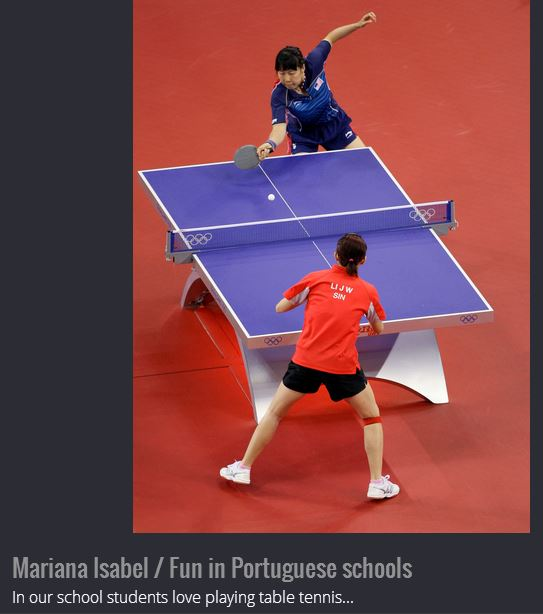 LI J W
SIN
Mariana Isabel / Fun in Portuguese schools
In our school students love playing table tennis...